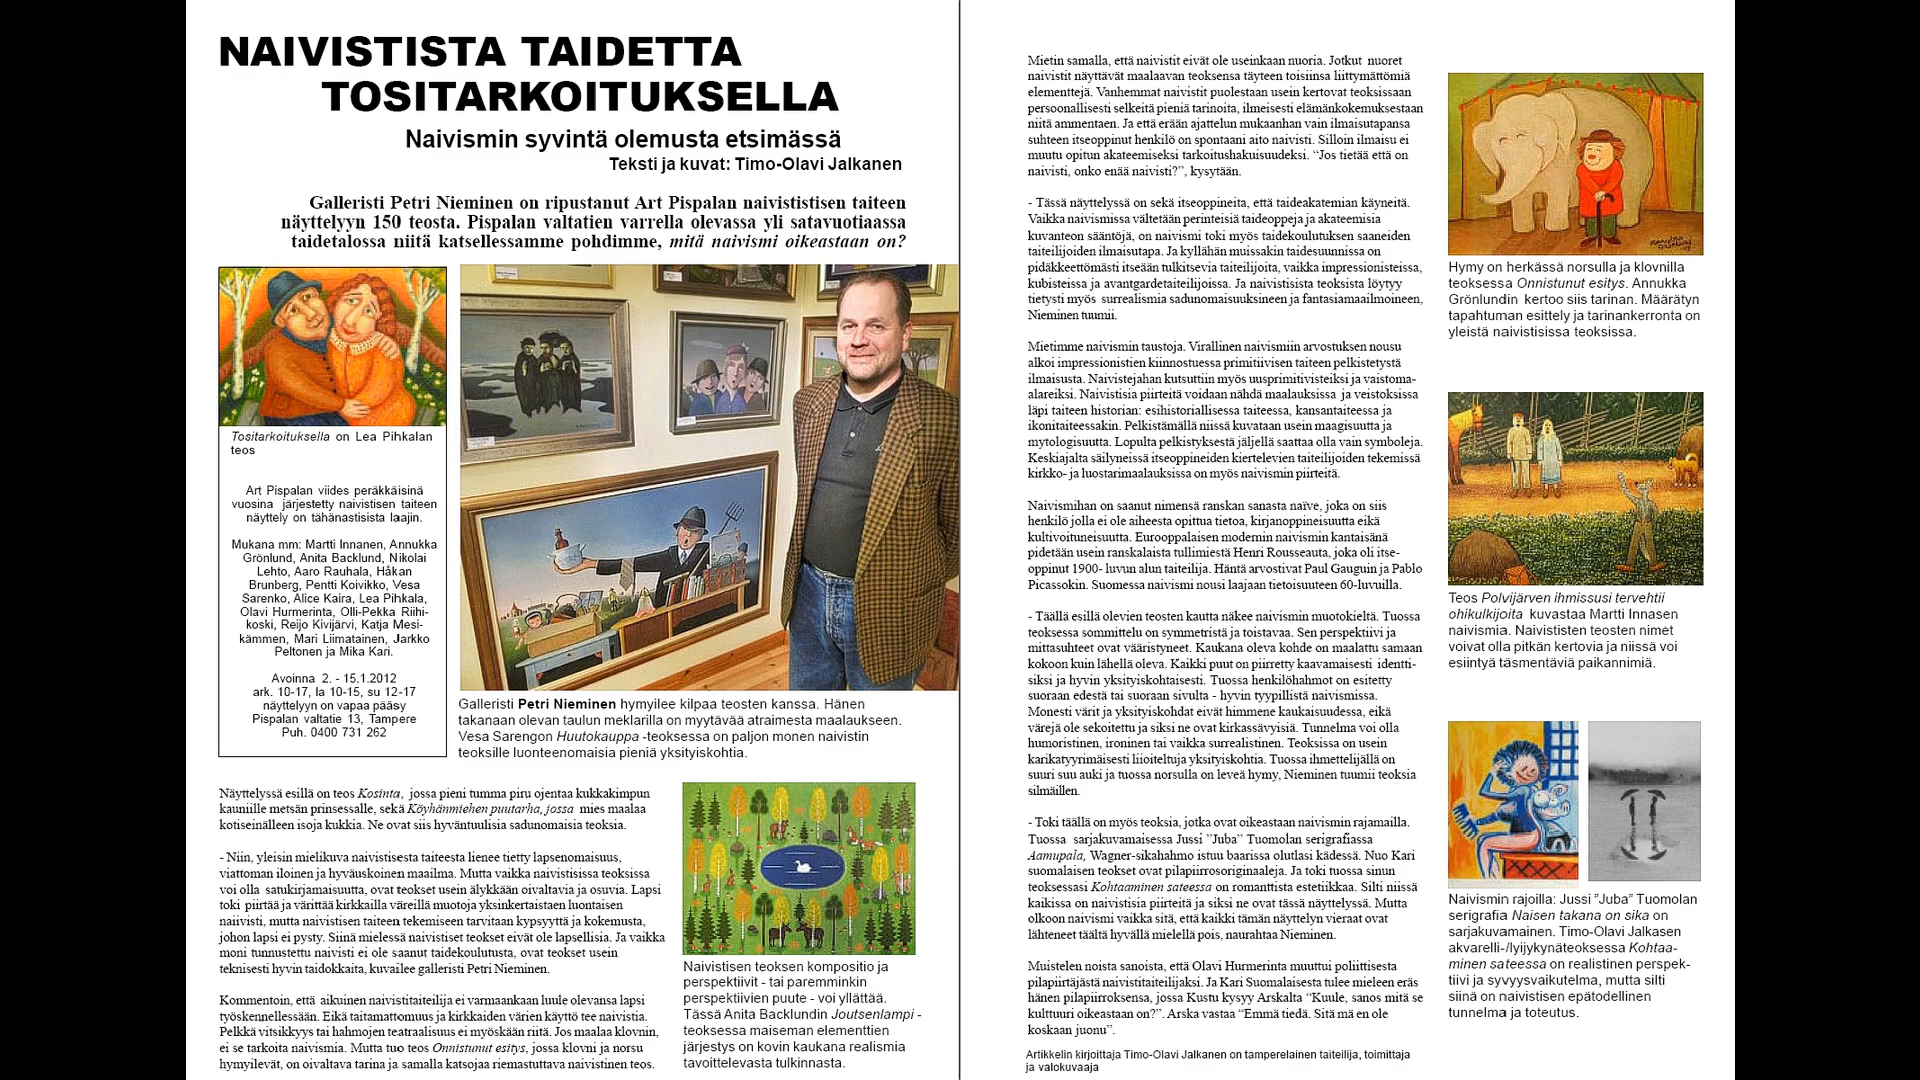 NAIVISTISTA TAIDETTA
TOSITARKOITUKSELLA
Naivismin syvintä olemusta etsimässä
Teksti ja kuvat: Timo-Olavi Jalkanen
Galleristi Petri Nieminen on ripustanut Art Pispalan naivististisen taiteen
näyttelyyn 150 teosta. Pispalan valtatien varrella olevassa yli satavuotiaassa
taidetalossa niitä katsellessamme pohdimme, mitä naivismi oikeastaan on?
Tositarkoituksella on Lea Pihkalan
teos
Art Pispalan viides peräkkäisinä
vuosina järjestetty naivistisen taiteen
näyttely on tähänastisista laajin.
Mukana mm: Martti Innanen, Annukka
Grönlund, Anita Backlund, Nikolai
Lehto, Aaro Rauhala, Håkan
Brunberg, Pentti Koivikko, Vesa
Sarenko, Alice Kaira, Lea Pihkala,
Olavi Hurmerinta, Olli-Pekka Riihi-
koski, Reijo Kivijärvi, Katja Mesi-
kämmen, Mari Liimatainen, Jarkko
Peltonen ja Mika Kari.
Avoinna 2. - 15.1.2012
ark. 10-17, la 10-15, su 12-17
näyttelyyn on vapaa pääsy
Pispalan valtatie 13, Tampere
Puh. 0400 731 262
Galleristi Petri Nieminen hymyilee kilpaa teosten kanssa. Hänen
takanaan olevan taulun meklarilla on myytävää atraimesta maalaukseen.
Vesa Sarengon Huutokauppa -teoksessa on paljon monen naivistin
teoksille luonteenomaisia pieniä yksityiskohtia.
Näyttelyssä esillä on teos Kosinta, jossa pieni tumma piru ojentaa kukkakimpun
kauniille metsän prinsessalle, sekä Köyhänmiehen puutarha, jossa mies maalaa
kotiseinälleen isoja kukkia. Ne ovat siis hyväntuulisia sadunomaisia teoksia.
- Niin, yleisin mielikuva naivistisesta taiteesta lienee tietty lapsenomaisuus,
viattoman iloinen ja hyväuskoinen maailma. Mutta vaikka naivistisissa teoksissa
voi olla satukirjamaisuutta, ovat teokset usein älykkään oivaltavia ja osuvia. Lapsi
toki piirtää ja värittää kirkkailla väreillä muotoja yksinkertaistaen luontaisen
naiivisti, mutta naivistisen taiteen tekemiseen tarvitaan kypsyyttä ja kokemusta,
johon lapsi ei pysty. Siinä mielessä naivistiset teokset eivät ole lapsellisia. Ja vaikka
moni tunnustettu naivisti ei ole saanut taidekoulutusta, ovat teokset usein
teknisesti hyvin taidokkaita, kuvailee galleristi Petri Nieminen.
Kommentoin, että aikuinen naivistitaiteilija ei varmaankaan luule olevansa lapsi
työskennellessään. Eikä taitamattomuus ja kirkkaiden värien käyttö tee naivistia.
Pelkkä vitsikkyys tai hahmojen teatraalisuus ei myöskään riitä. Jos maalaa klovnin,
ei se tarkoita naivismia. Mutta tuo teos Onnistunut esitys, jossa klovni ja norsu
hymyilevät, on oivaltava tarina ja samalla katsojaa riemastuttava naivistinen teos.
Naivistisen teoksen kompositio ja
perspektiivit - tai paremminkin
perspektiivien puute - voi yllättää.
Tässä Anita Backlundin Joutsenlampi -
teoksessa maiseman elementtien
järjestys on kovin kaukana realismia
tavoittelevasta tulkinnasta.
Mietin samalla, että naivistit eivät ole useinkaan nuoria. Jotkut nuoret
naivistit näyttävät maalaavan teoksensa täyteen toisiinsa liittymättömiä
elementtejä. Vanhemmat naivistit puolestaan usein kertovat teoksissaan
persoonallisesti selkeitä pieniä tarinoita, ilmeisesti elämänkokemuksestaan
niitä ammentaen. Ja että erään ajattelun mukaanhan vain ilmaisutapansa
suhteen itseoppinut henkilö on spontaani aito naivisti. Silloin ilmaisu ei
muutu opitun akateemiseksi tarkoitushakuisuudeksi. “Jos tietää että on
naivisti, onko enää naivisti?”, kysytään.
- Tässä näyttelyssä on sekä itseoppineita, että taideakatemian käyneitä.
Vaikka naivismissa vältetään perinteisiä taideoppeja ja akateemisia
kuvanteon sääntöjä, on naivismi toki myös taidekoulutuksen saaneiden
taiteilijoiden ilmaisutapa. Ja kyllähän muissakin taidesuunnissa on
pidäkkeettömästi itseään tulkitsevia taiteilijoita, vaikka impressionisteissa,
kubisteissa ja avantgardetaiteilijoissa. Ja naivistisista teoksista löytyy
tietysti myös surrealismia sadunomaisuuksineen ja fantasiamaailmoineen,
Nieminen tuumii.
Mietimme naivismin taustoja. Virallinen naivismiin arvostuksen nousu
alkoi impressionistien kiinnostuessa primitiivisen taiteen pelkistetystä
ilmaisusta. Naivistejahan kutsuttiin myös uusprimitivisteiksi ja vaistoma-
alareiksi. Naivistisia piirteitä voidaan nähdä maalauksissa ja veistoksissa
läpi taiteen historian: esihistoriallisessa taiteessa, kansantaiteessa ja
ikonitaiteessakin. Pelkistämällä niissä kuvataan usein maagisuutta ja
mytologisuutta. Lopulta pelkistyksestä jäljellä saattaa olla vain symboleja.
Keskiajalta säilyneissä itseoppineiden kiertelevien taiteilijoiden tekemissä
kirkko- ja luostarimaalauksissa on myös naivismin piirteitä.
Naivismihan on saanut nimensä ranskan sanasta naïve, joka on siis
henkilö jolla ei ole aiheesta opittua tietoa, kirjanoppineisuutta eikä
kultivoituneisuutta. Eurooppalaisen modernin naivismin kantaisänä
pidetään usein ranskalaista tullimiestä Henri Rousseauta, joka oli itse-
oppinut 1900- luvun alun taiteilija. Häntä arvostivat Paul Gauguin ja Pablo
Picassokin. Suomessa naivismi nousi laajaan tietoisuuteen 60-luvuilla.
- Täällä esillä olevien teosten kautta näkee naivismin muotokieltä. Tuossa
teoksessa sommittelu on symmetristä ja toistavaa. Sen perspektiivi ja
mittasuhteet ovat vääristyneet. Kaukana oleva kohde on maalattu samaan
kokoon kuin lähellä oleva. Kaikki puut on piirretty kaavamaisesti identti-
siksi ja hyvin yksityiskohtaisesti. Tuossa henkilöhahmot on esitetty
suoraan edestä tai suoraan sivulta - hyvin tyypillistä naivismissa.
Monesti värit ja yksityiskohdat eivät himmene kaukaisuudessa, eikä
värejä ole sekoitettu ja siksi ne ovat kirkassävyisiä. Tunnelma voi olla
humoristinen, ironinen tai vaikka surrealistinen. Teoksissa on usein
karikatyyrimäisesti liioiteltuja yksityiskohtia. Tuossa ihmettelijällä on
suuri suu auki ja tuossa norsulla on leveä hymy, Nieminen tuumii teoksia
silmäillen.
- Toki täällä on myös teoksia, jotka ovat oikeastaan naivismin rajamailla.
Tuossa sarjakuvamaisessa Jussi ”Juba” Tuomolan serigrafiassa
Aamupala, Wagner-sikahahmo istuu baarissa olutlasi kädessä. Nuo Kari
suomalaisen teokset ovat pilapiirrosoriginaaleja. Ja toki tuossa sinun
teoksessasi Kohtaaminen sateessa on romanttista estetiikkaa. Silti niissä
kaikissa on naivistisia piirteitä ja siksi ne ovat tässä näyttelyssä. Mutta
olkoon naivismi vaikka sitä, että kaikki tämän näyttelyn vieraat ovat
lähteneet täältä hyvällä mielellä pois, naurahtaa Nieminen.
Muistelen noista sanoista, että Olavi Hurmerinta muuttui poliittisesta
pilapiirtäjästä naivistitaiteilijaksi. Ja Kari Suomalaisesta tulee mieleen eräs
hänen pilapiirroksensa, jossa Kustu kysyy Arskalta “Kuule, sanos mitä se
kulttuuri oikeastaan on?”. Arska vastaa “Emmä tiedä. Sitä mä en ole
koskaan juonu”.
Artikkelin kirjoittaja Timo-Olavi Jalkanen on tamperelainen taiteilija, toimittaja
ja valokuvaaja
Hymy on herkässä norsulla ja klovnilla
teoksessa Onnistunut esitys. Annukka
Grönlundin kertoo siis tarinan. Määrätyn
tapahtuman esittely ja tarinankerronta on
yleistä naivistisissa teoksissa.
Teos Polvijärven ihmissusi tervehtii
ohikulkijoita kuvastaa Martti Innasen
naivismia. Naivististen teosten nimet
voivat olla pitkän kertovia ja niissä voi
esiintyä täsmentäviä paikannimiä.
Naivismin rajoilla: Jussi ”Juba” Tuomolan
serigrafia Naisen takana on sika on
sarjakuvamainen. Timo-Olavi Jalkasen
akvarelli-/lyijykynäteoksessa Kohtaa-
minen sateessa on realistinen perspek-
tiivi ja syvyysvaikutelma, mutta silti
siinä on naivistisen epätodellinen
tunnelma ja toteutus.